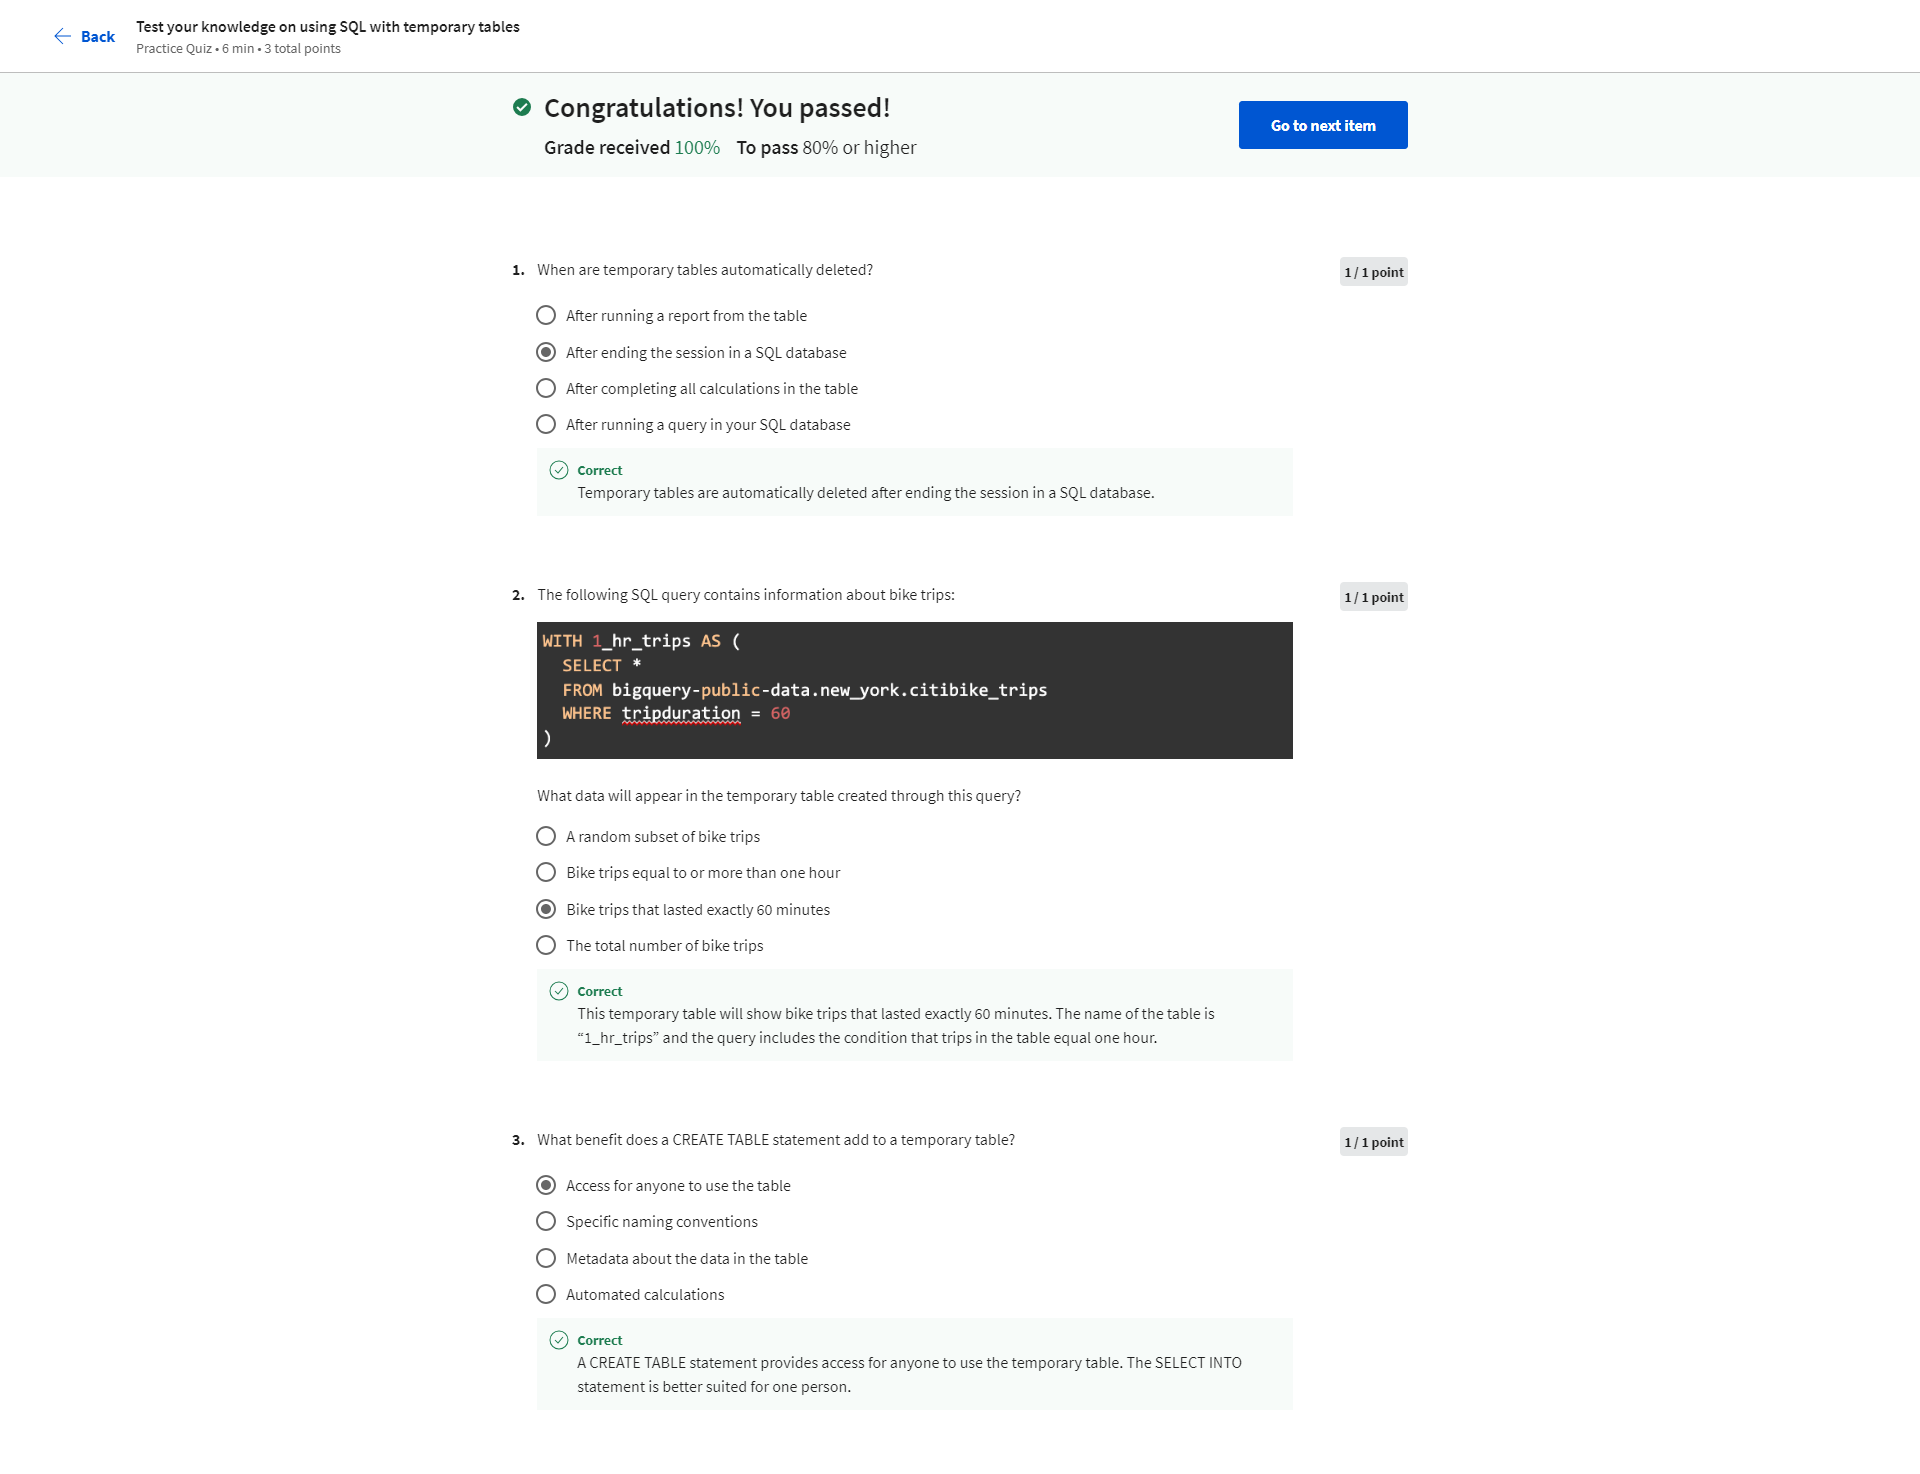 Back
Test your knowledge on using SQL with temporary tables
Practice Quiz • 6 min • 3 total points
Congratulations! You passed!
Grade received 100% To pass 80% or higher
Go to next item
1. When are temporary tables automatically deleted?
1 / 1 point
After running a report from the table
After ending the session in a SQL database
After completing all calculations in the table
After running a query in your SQL database
Correct
Temporary tables are automatically deleted after ending the session in a SQL database.
2. The following SQL query contains information about bike trips:
1 / 1 point
WITH 1_hr_trips AS (
SELECT *
FROM bigquery-public-data.new_york.citibike_trips
WHERE tripduration = 60
)
What data will appear in the temporary table created through this query?
A random subset of bike trips
Bike trips equal to or more than one hour
Bike trips that lasted exactly 60 minutes
The total number of bike trips
Correct
This temporary table will show bike trips that lasted exactly 60 minutes. The name of the table is
“1_hr_trips” and the query includes the condition that trips in the table equal one hour.
3. What benefit does a CREATE TABLE statement add to a temporary table?
1 / 1 point
Access for anyone to use the table
Specific naming conventions
Metadata about the data in the table
Automated calculations
Correct
A CREATE TABLE statement provides access for anyone to use the temporary table. The SELECT INTO
statement is better suited for one person.